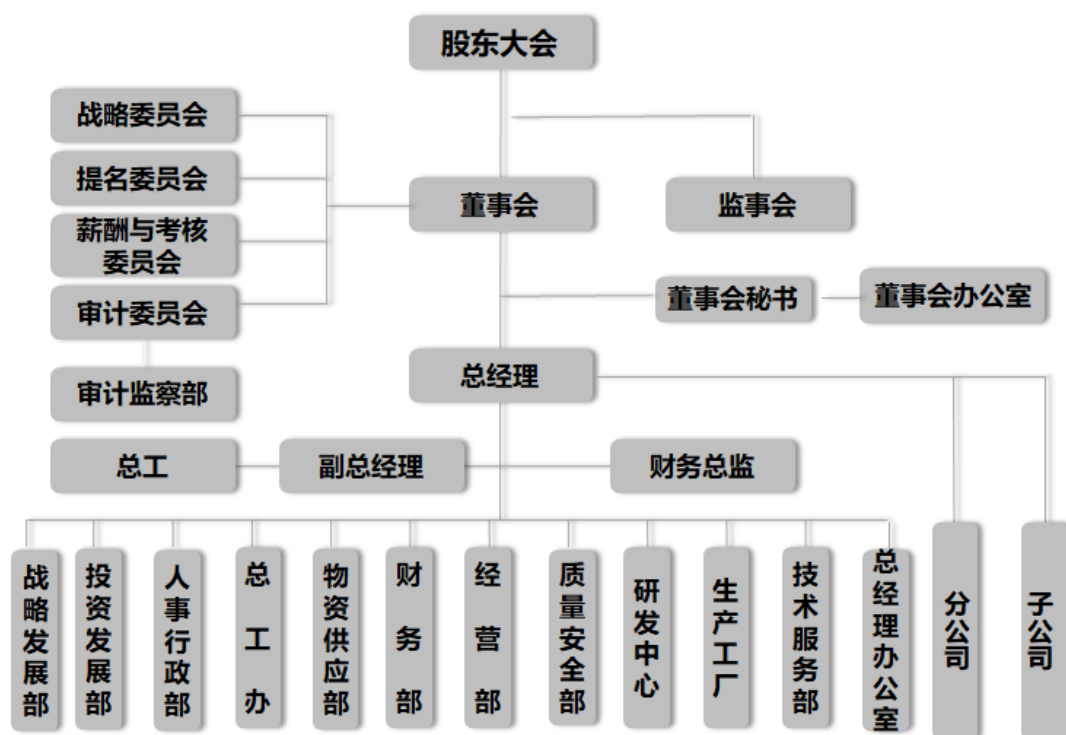 股东大会
战略委员会
提名委员会
董事会
监事会
薪酬与考核
委员会
审计委员会
董事会秘书
董事会办公室
总经理
审计监察部
总工
副总经理
财务总监
战略发展部
投资发展部
人事行政部
总工办
物资供应部
财务部
经营部
质量安全部
研发中心
生产工厂
技术服务部
总经理办公室
分公司
子公司